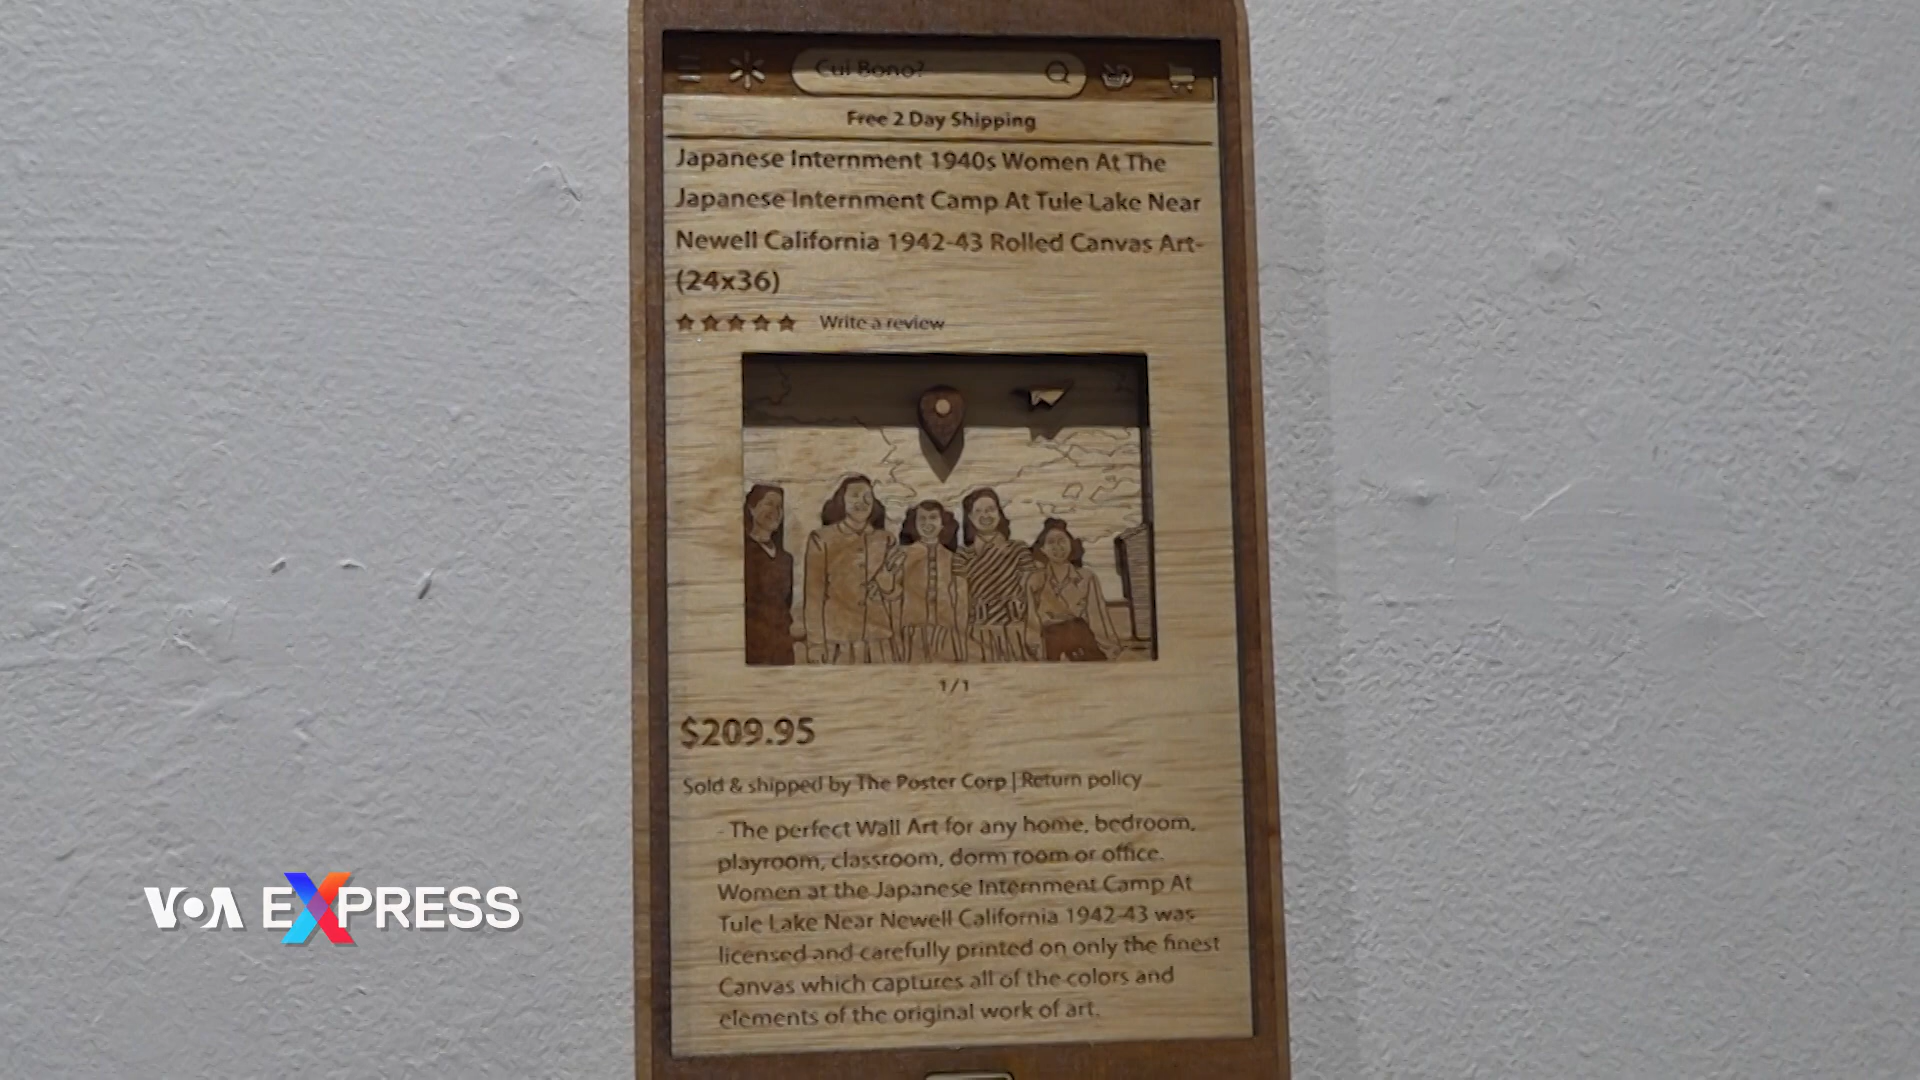 Cui Bono?
Free 2 Day Shipping
Japanese Internment 1940s Women At The
Japanese Internment Camp At Tule Lake Near
Newell California 1942-43 Rolled Canvas Art-
(24x36)
Write a review
1/1
$209.95
Sold & shipped by The Poster Corp | Return policy
- The perfect Wall Art for any home, bedroom,
playroom, classroom, dorm room or office.
Women at the Japanese Internment Camp At
Tule Lake Near Newell California 1942-43 was
licensed and carefully printed on only the finest
Canvas which captures all of the colors and
elements of the original work of art.
VOA EXPRESS